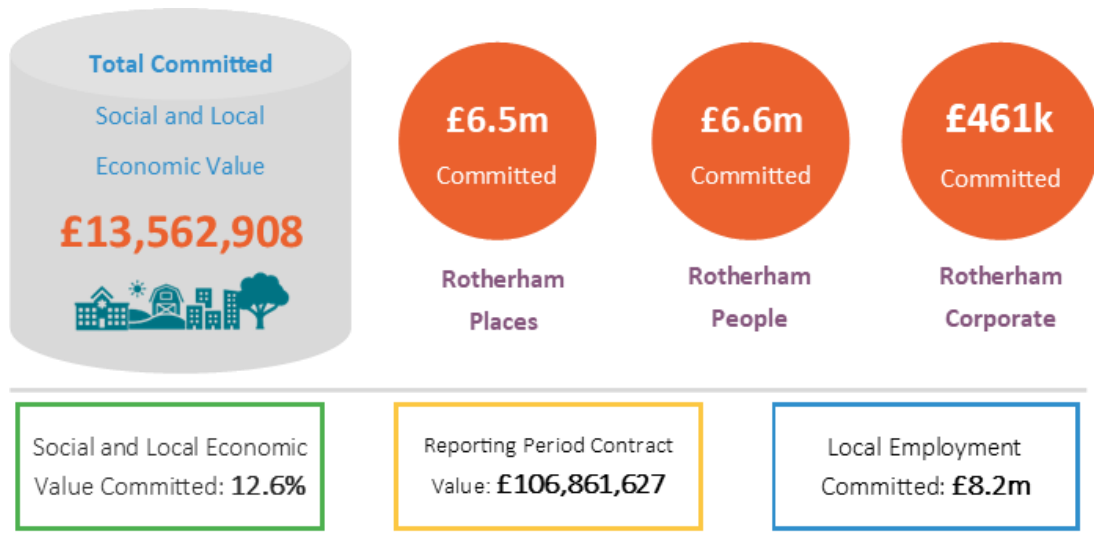 Total Committed
Social and Local
Economic Value
£13,562,908
£6.5m
Committed
Rotherham
Places
£6.6m
Committed
Rotherham
People
£461k
Committed
Rotherham
Corporate
Social and Local Economic
Value Committed: 12.6%
Reporting Period Contract
Value: £106,861,627
Local Employment
Committed: £8.2m